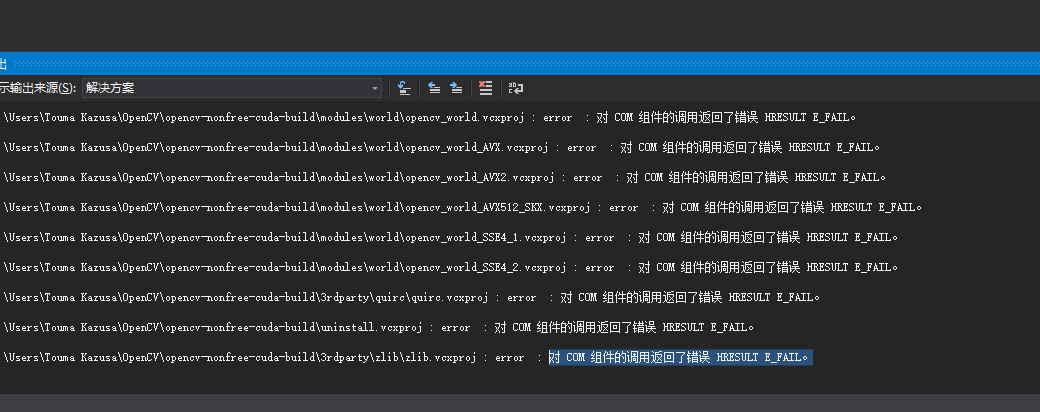 出
示输出来源(S): 解决方案
\Users\Touma Kazusa\OpenCV\opencv-nonfree-cuda-build\modules\world\opencv_world.vcxproj : error  : 对 COM 组件的调用返回了错误 HRESULT E_FAIL。
\Users\Touma Kazusa\OpenCV\opencv-nonfree-cuda-build\modules\world\opencv_world_AVX.vcxproj : error  : 对 COM 组件的调用返回了错误 HRESULT E_FAIL。
\Users\Touma Kazusa\OpenCV\opencv-nonfree-cuda-build\modules\world\opencv_world_AVX2.vcxproj : error  : 对 COM 组件的调用返回了错误 HRESULT E_FAIL。
\Users\Touma Kazusa\OpenCV\opencv-nonfree-cuda-build\modules\world\opencv_world_AVX512_SKX.vcxproj : error  : 对 COM 组件的调用返回了错误 HRESULT E_FAIL。
\Users\Touma Kazusa\OpenCV\opencv-nonfree-cuda-build\modules\world\opencv_world_SSE4_1.vcxproj : error  : 对 COM 组件的调用返回了错误 HRESULT E_FAIL。
\Users\Touma Kazusa\OpenCV\opencv-nonfree-cuda-build\modules\world\opencv_world_SSE4_2.vcxproj : error  : 对 COM 组件的调用返回了错误 HRESULT E_FAIL。
\Users\Touma Kazusa\OpenCV\opencv-nonfree-cuda-build\3rdparty\quirc\quirc.vcxproj : error  : 对 COM 组件的调用返回了错误 HRESULT E_FAIL。
\Users\Touma Kazusa\OpenCV\opencv-nonfree-cuda-build\uninstall.vcxproj : error  : 对 COM 组件的调用返回了错误 HRESULT E_FAIL。
\Users\Touma Kazusa\OpenCV\opencv-nonfree-cuda-build\3rdparty\zlib\zlib.vcxproj : error  : 对 COM 组件的调用返回了错误 HRESULT E_FAIL。